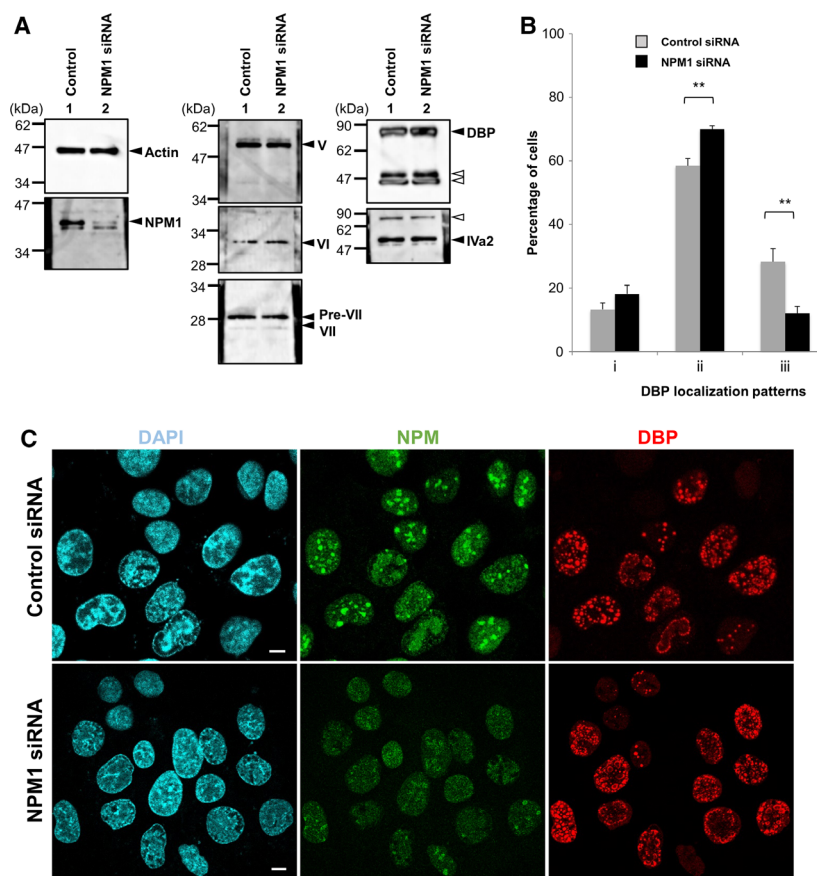 A
Control
NPM1 siRNA
(kDa) 1 2
62
47
34
Actin
47
34
NPM1
Control
NPM1 siRNA
(kDa) 1 2
62
47
34
V
34
28
VI
34
28
Pre-VII
VII
Control
NPM1 siRNA
(kDa) 1 2
90
62
47
DBP
90
62
47
IVa2
B
Control siRNA
NPM1 siRNA
Percentage of cells
100
80
60
40
20
0
**
**
i ii iii
DBP localization patterns
C
DAPI NPM DBP
Control siRNA
NPM1 siRNA